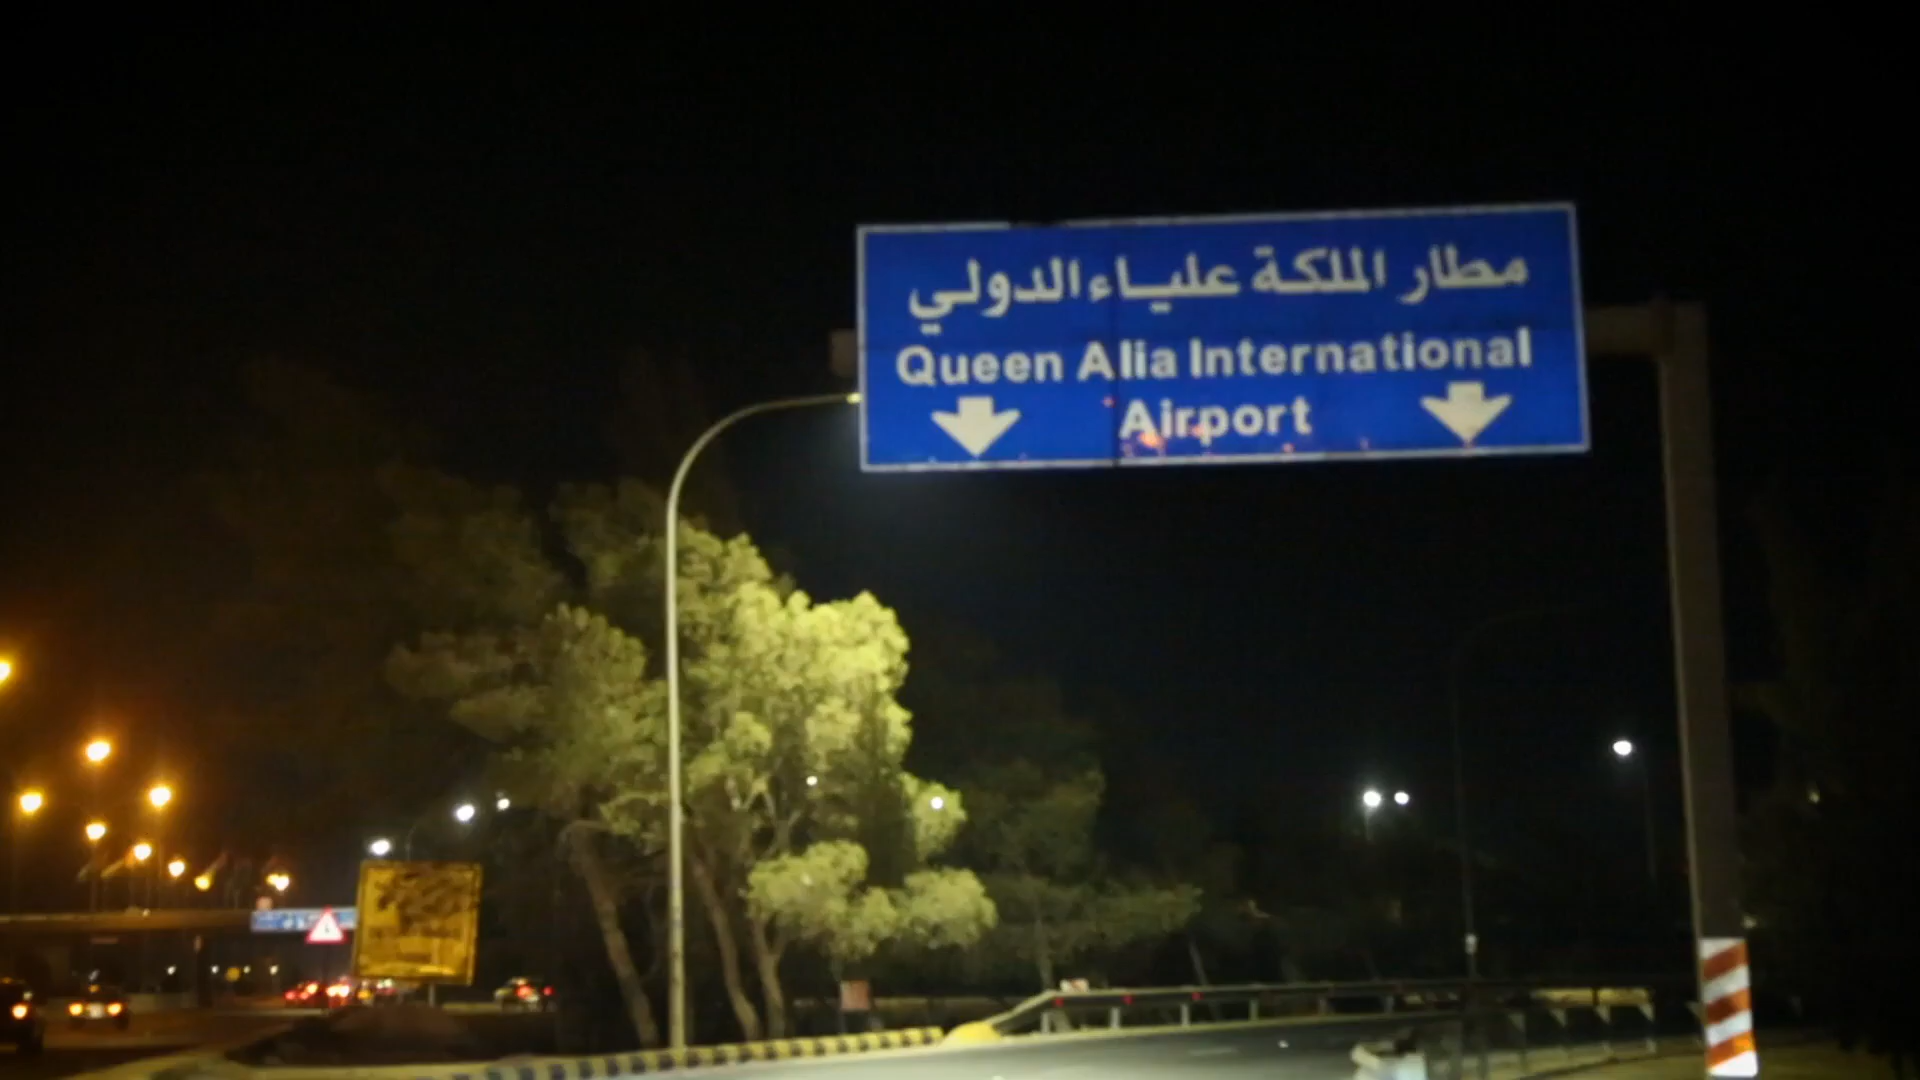 مطار الملكة علياء الدولي
Queen Alia International
Airport